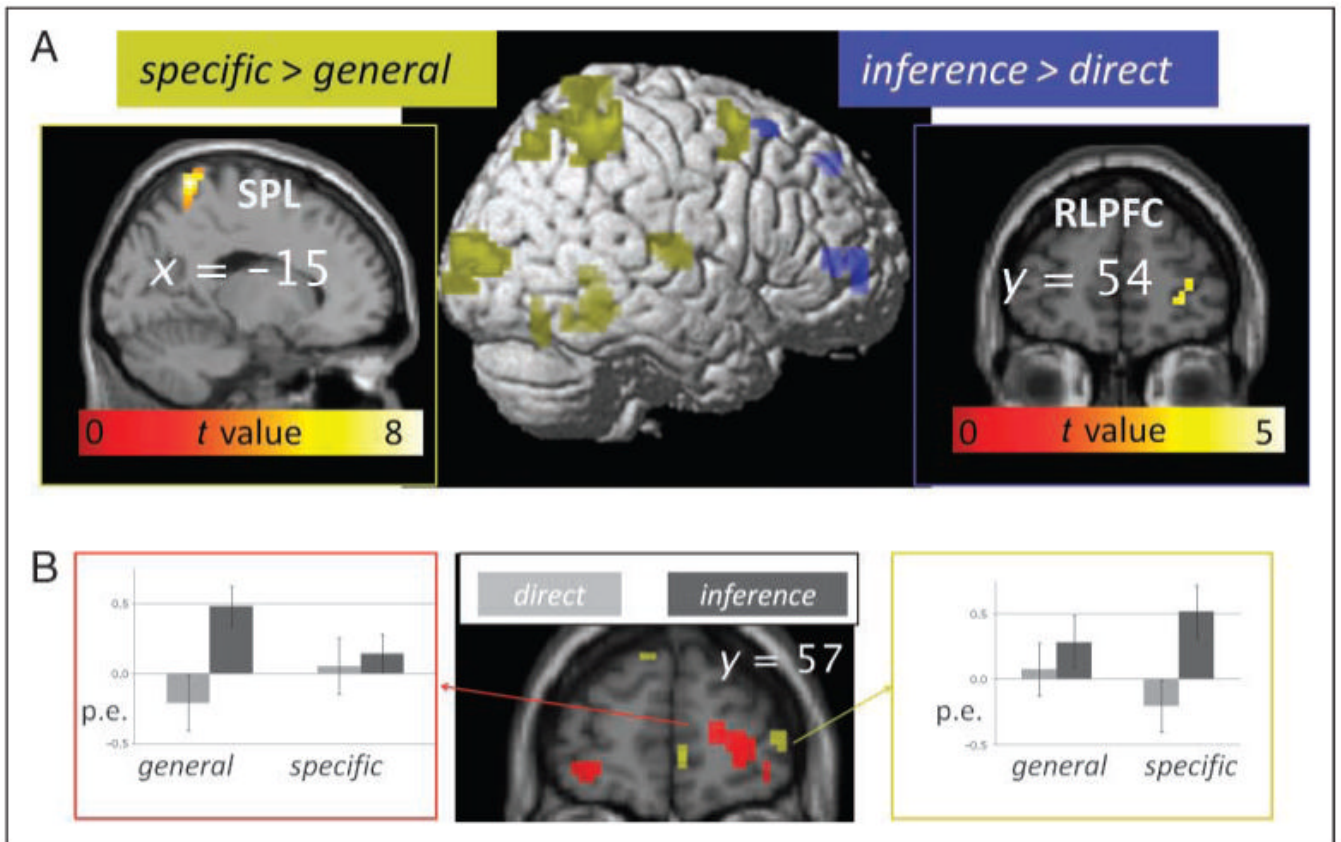 A
specific > general
inference > direct
SPL
x = -15
RLPFC
y = 54
0 t value 8
0 t value 5
B
direct
inference
y = 57
0.5
0.0
p.e.
-0.5
general specific
0.5
0.0
p.e.
-0.5
general specific